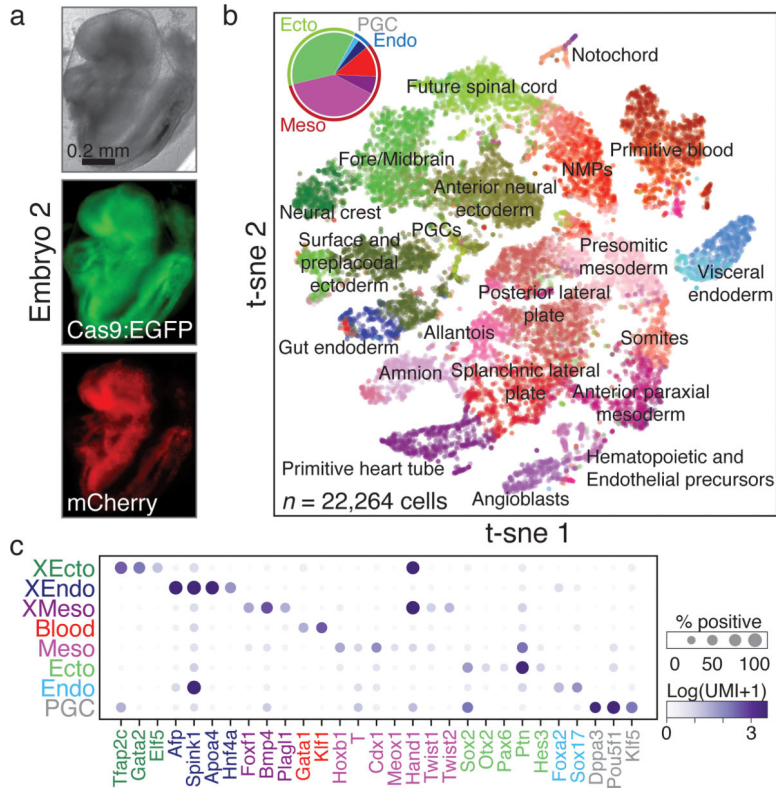 a
0.2 mm
Embryo 2
Cas9:EGFP
mCherry
b
Ecto
PGC
Endo
Meso
Notochord
Future spinal cord
Fore/Midbrain
NMPs
Primitive blood
Anterior neural
ectoderm
Neural crest
PGCs
Surface and
preplacodal
ectoderm
Presomitic
mesoderm
Visceral
endoderm
Posterior lateral
plate
Gut endoderm
Allantois
Somites
Amnion
Splanchnic lateral
plate
Anterior paraxial
mesoderm
Primitive heart tube
Hematopoietic and
Endothelial precursors
Angioblasts
n = 22,264 cells
t-sne 2
t-sne 1
c
XEcto
XEndo
XMeso
Blood
Meso
Ecto
Endo
PGC
Tfap2c
Gata2
Elf5
Afp
Spink1
Apoa4
Hnf4a
Foxf1
Bmp4
Plagl1
Gata1
Klf1
Hoxb1
T
Cdx1
Meox1
Hand1
Twist1
Twist2
Sox2
Otx2
Pax6
Ptn
Hes3
Foxa2
Sox17
Dppa3
Pou5f1
Klf5
% positive
0 50 75 100
Log(UMI+1)
0 3